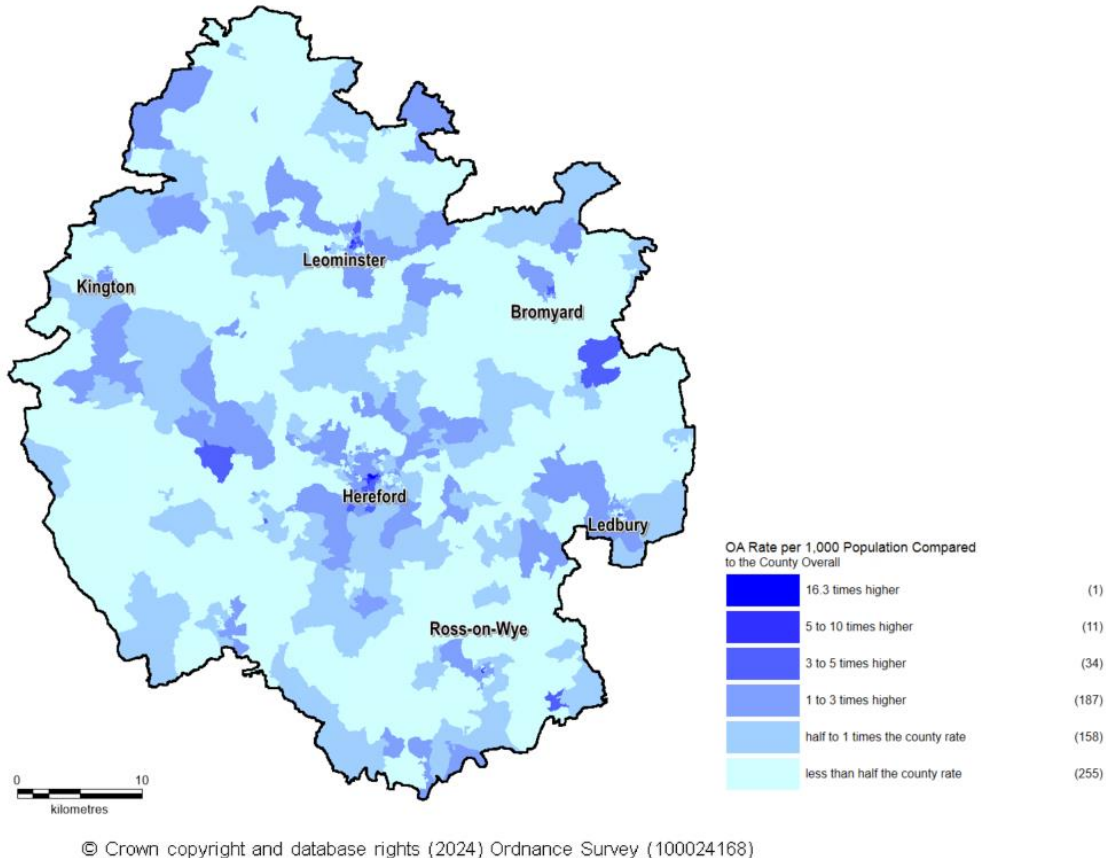 Leominster
Kington
Bromyard
Hereford
Ledbury
Ross-on-Wye
OA Rate per 1,000 Population Compared
to the County Overall
16.3 times higher (1)
5 to 10 times higher (11)
3 to 5 times higher (34)
1 to 3 times higher (187)
half to 1 times the county rate (158)
less than half the county rate (255)
0 10
kilometres
© Crown copyright and database rights (2024) Ordnance Survey (100024168)